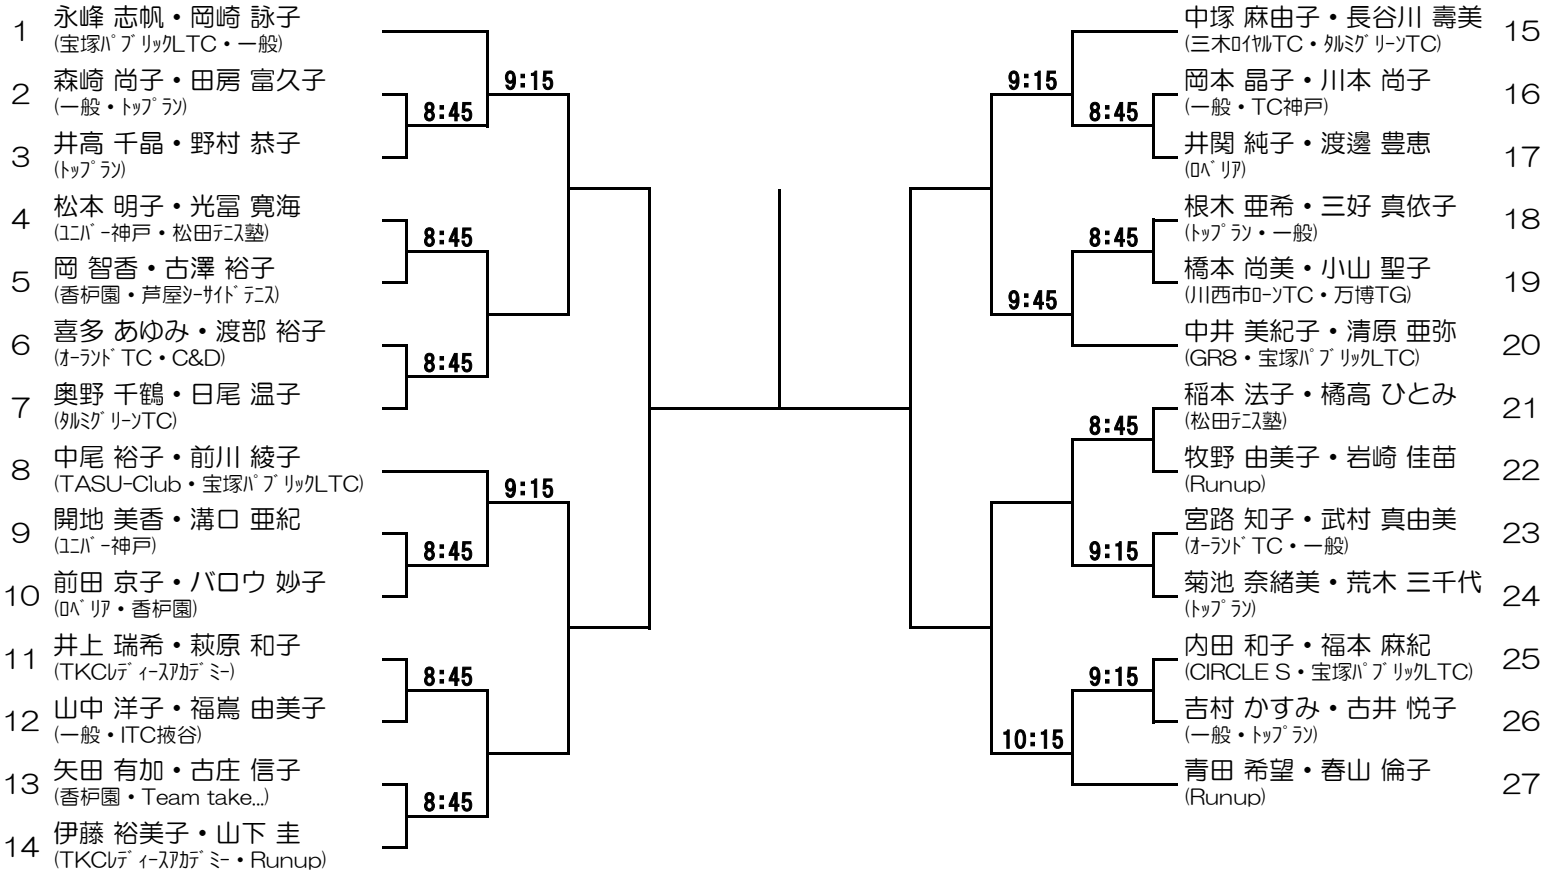 1 永峰 志帆・岡崎 詠子
(宝塚ﾊﾟﾌﾞﾘｯｸLTC・一般)
2 森崎 尚子・田房 富久子
(一般・ﾄｯﾌﾟﾗﾝ)
3 井高 千晶・野村 恭子
(ﾄｯﾌﾟﾗﾝ)
4 松本 明子・光冨 寛海
(ﾕﾆﾊﾞｰ神戸・松田ﾃﾆｽ塾)
5 岡 智香・古澤 裕子
(香枦園・芦屋ｼｰｻｲﾄﾞﾃﾆｽ)
6 喜多 あゆみ・渡部 裕子
(ｵｰﾗﾝﾄﾞTC・C&D)
7 奥野 千鶴・日尾 温子
(ﾀﾙﾐｸﾞﾘｰﾝTC)
8 中尾 裕子・前川 綾子
(TASU-Club・宝塚ﾊﾟﾌﾞﾘｯｸLTC)
9 開地 美香・溝口 亜紀
(ﾕﾆﾊﾞｰ神戸)
10 前田 京子・バロウ 妙子
(ﾛﾍﾞﾘｱ・香枦園)
11 井上 瑞希・萩原 和子
(TKCﾚﾃﾞｨｰｽｱｶﾃﾞﾐｰ)
12 山中 洋子・福嶌 由美子
(一般・ITC掖谷)
13 矢田 有加・古庄 信子
(香枦園・Team take...)
14 伊藤 裕美子・山下 圭
(TKCﾚﾃﾞｨｰｽｱｶﾃﾞﾐｰ・Runup)
9:15
8:45
8:45
8:45
9:15
8:45
8:45
8:45
9:15
8:45
8:45
9:45
8:45
9:15
9:15
10:15
中塚 麻由子・長谷川 壽美 15
(三木ﾛｲﾔﾙTC・ﾀﾙﾐｸﾞﾘｰﾝTC)
岡本 晶子・川本 尚子 16
(一般・TC神戸)
井関 純子・渡邊 豊恵 17
(ﾛﾍﾞﾘｱ)
根木 亜希・三好 真依子 18
(ﾄｯﾌﾟﾗﾝ・一般)
橋本 尚美・小山 聖子 19
(川西市ﾛｰﾝTC・万博TG)
中井 美紀子・清原 亜弥 20
(GR8・宝塚ﾊﾟﾌﾞﾘｯｸLTC)
稲本 法子・橘高 ひとみ 21
(松田ﾃﾆｽ塾)
牧野 由美子・岩崎 佳苗 22
(Runup)
宮路 知子・武村 真由美 23
(ｵｰﾗﾝﾄﾞTC・一般)
菊池 奈緒美・荒木 三千代 24
(ﾄｯﾌﾟﾗﾝ)
内田 和子・福本 麻紀 25
(CIRCLE S・宝塚ﾊﾟﾌﾞﾘｯｸLTC)
吉村 かすみ・古井 悦子 26
(一般・ﾄｯﾌﾟﾗﾝ)
青田 希望・春山 倫子 27
(Runup)